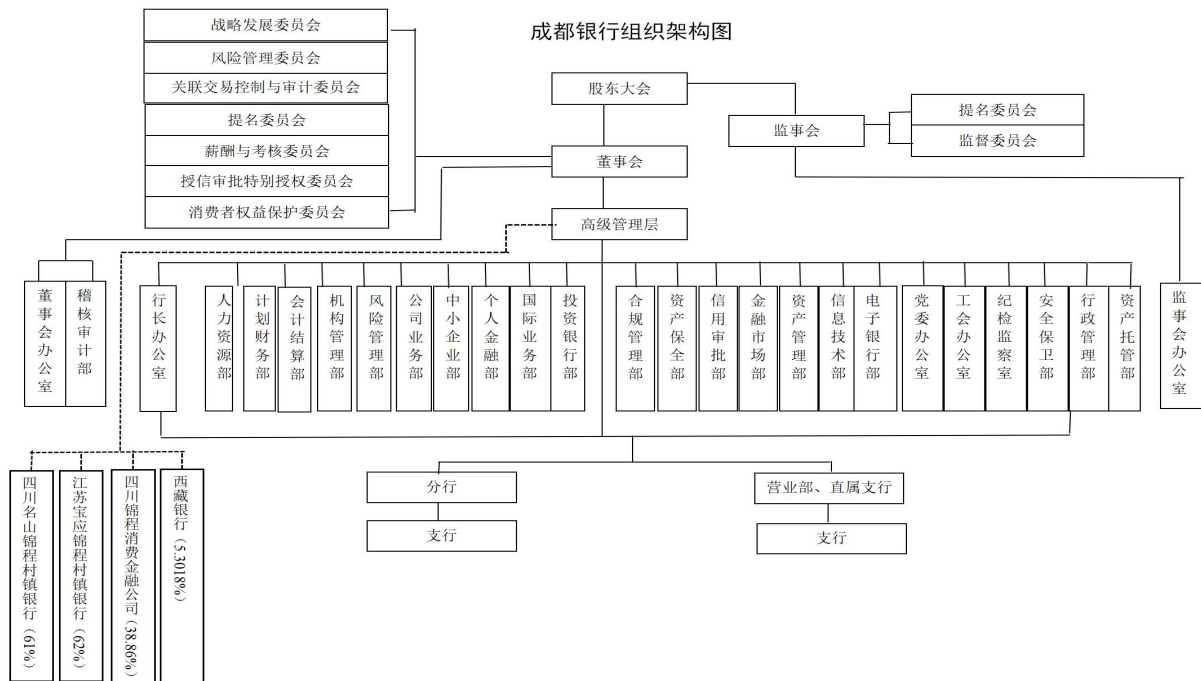 成都银行组织架构图
战略发展委员会
风险管理委员会
关联交易控制与审计委员会
提名委员会
薪酬与考核委员会
授信审批特别授权委员会
消费者权益保护委员会
股东大会
监事会
提名委员会
监督委员会
董事会
高级管理层
董事会办公室
稽核审计部
行长办公室
人力资源部
计划财务部
会计结算部
机构管理部
风险管理部
公司业务部
中小企业部
个人金融部
国际业务部
投资银行部
合规管理部
资产保全部
信用审批部
金融市场部
资产管理部
信息技术部
电子银行部
党委办公室
工会办公室
纪检监察室
安全保卫部
行政管理部
资产托管部
监事会办公室
四川名山锦程村镇银行(61%)
江苏宝应锦程村镇银行(62%)
四川锦程消费金融公司(38.86%)
西藏银行(5.3018%)
分行
支行
营业部、直属支行
支行